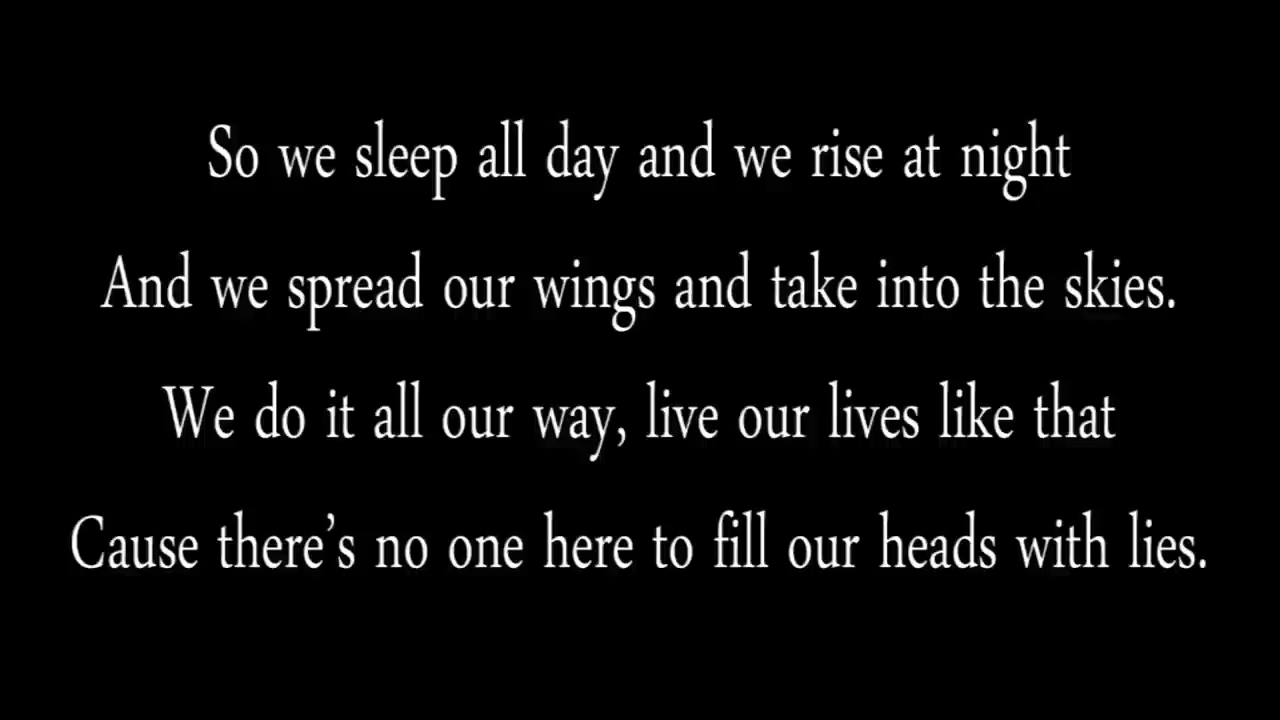 So we sleep all day and we rise at night
And we spread our wings and take into the skies.
We do it all our way, live our lives like that
Cause there’s no one here to fill our heads with lies.